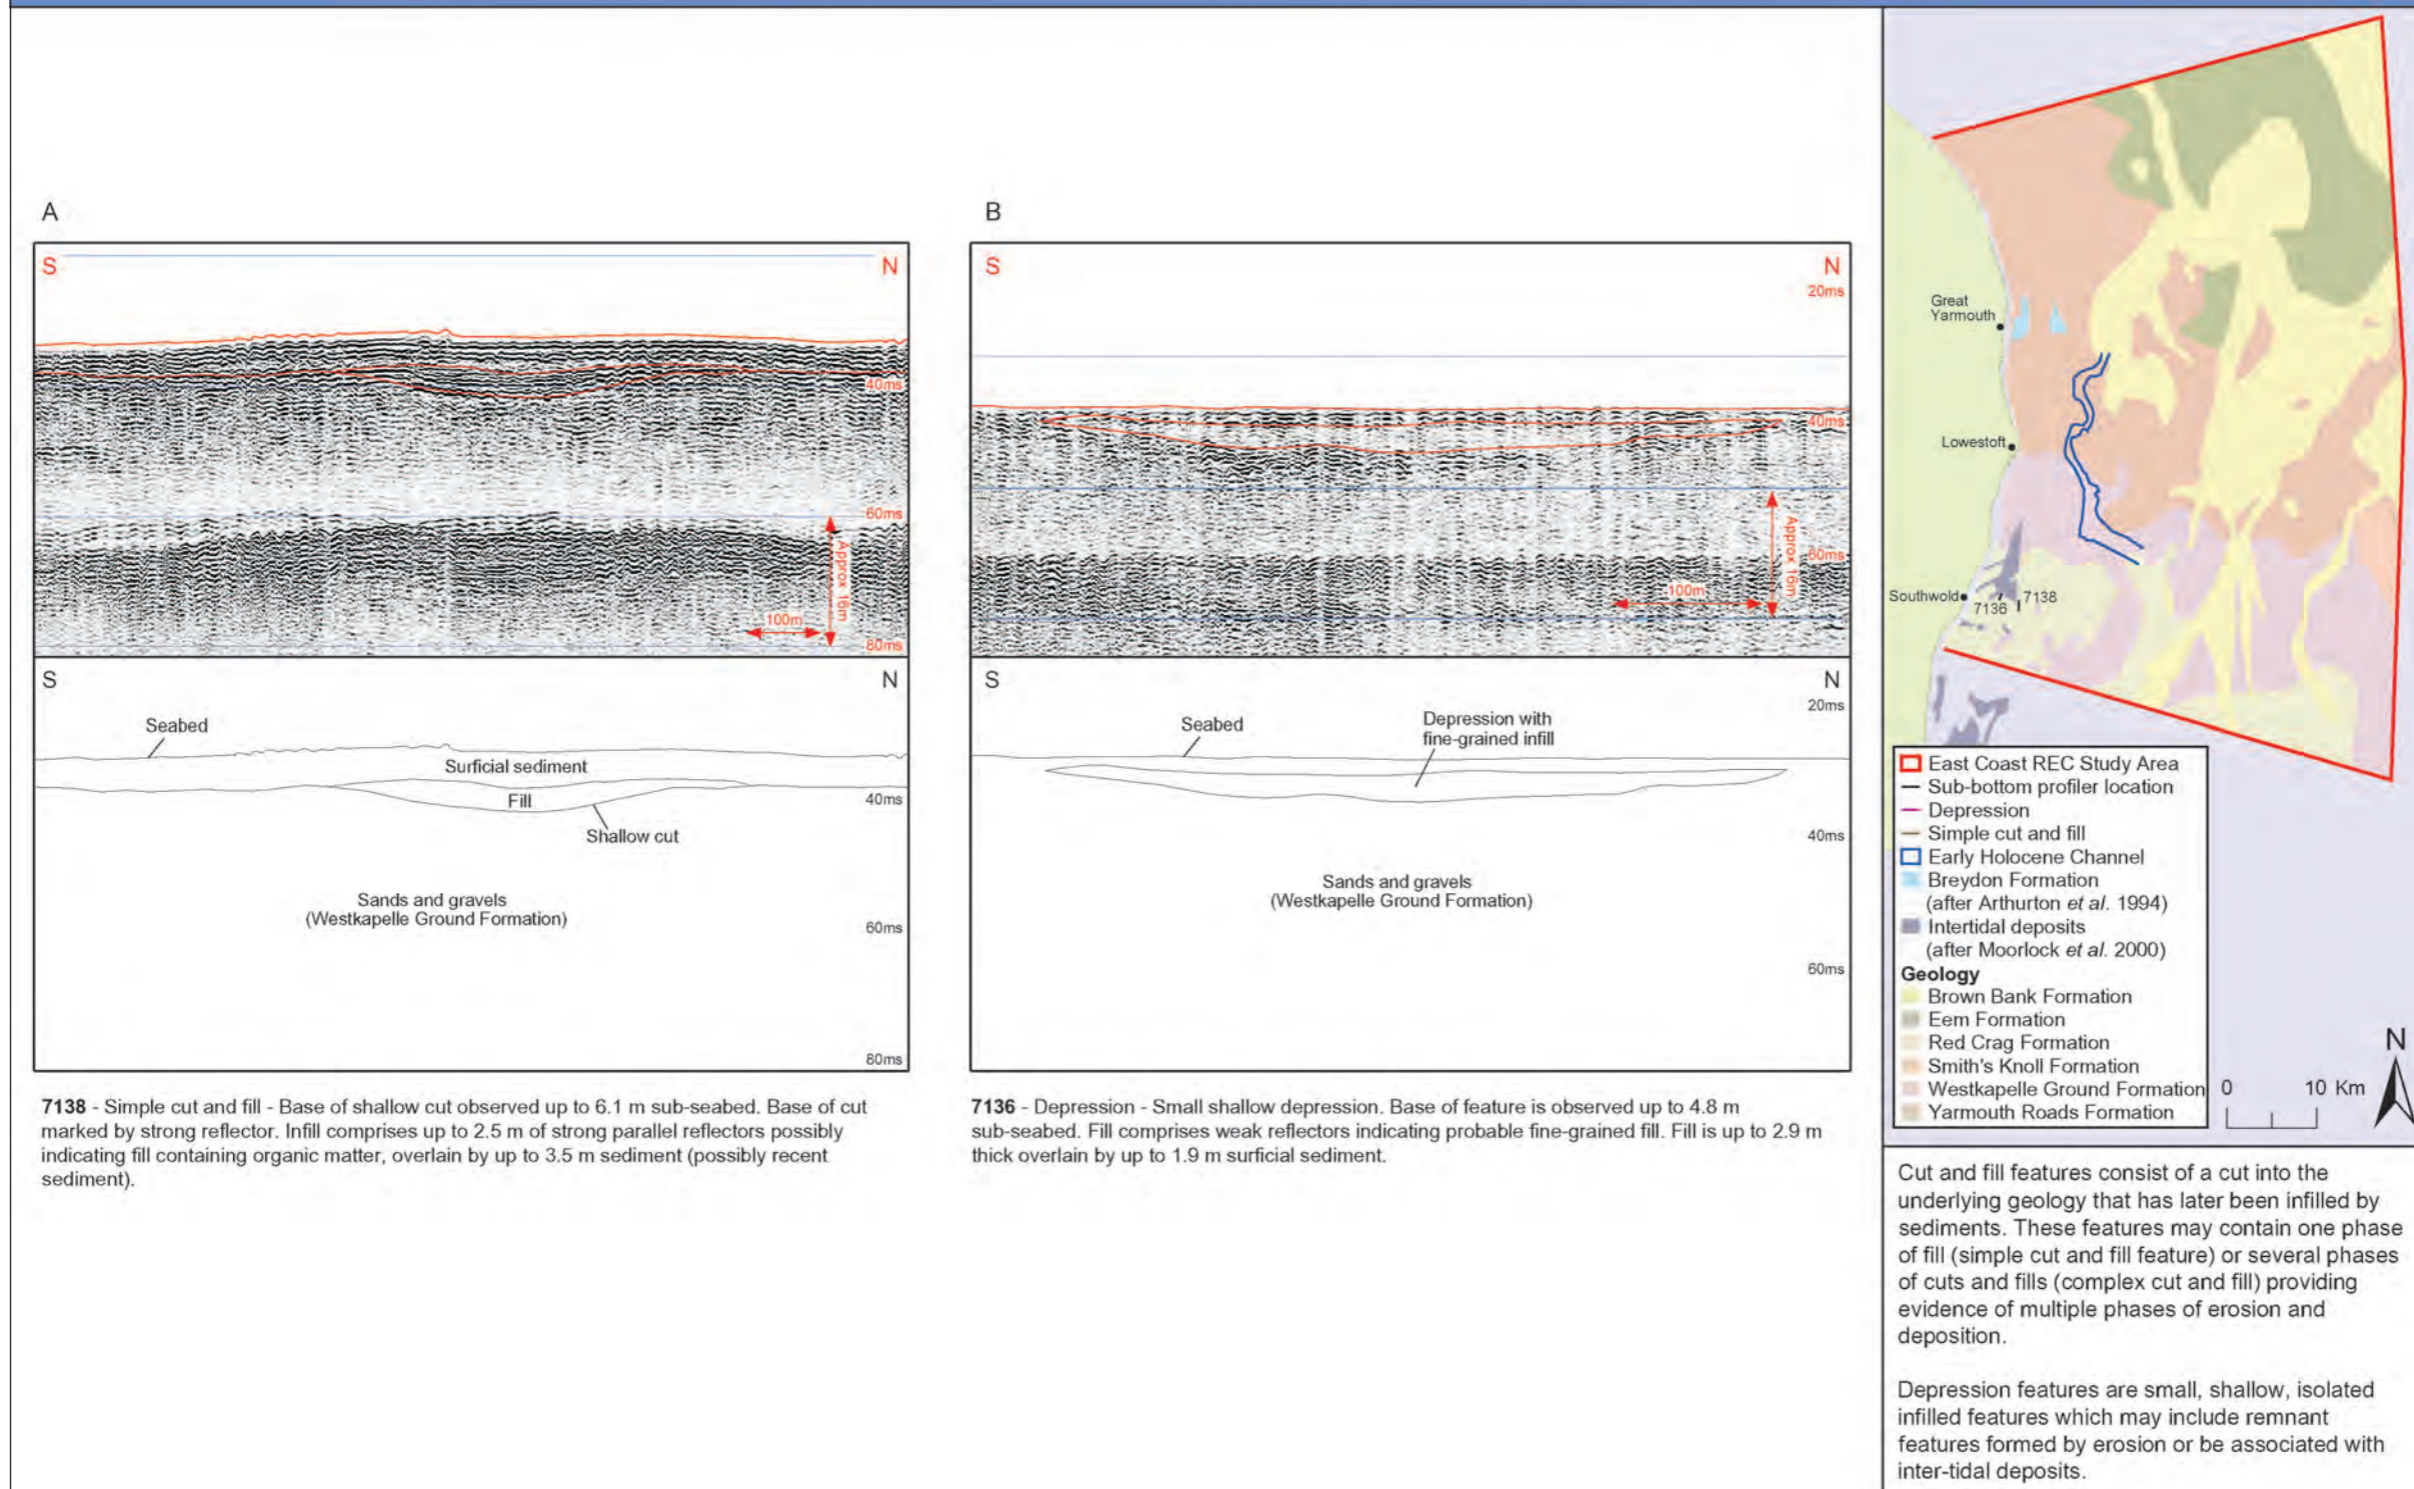 A
S
N
40ms
60ms
Approx 16m
100m
80ms
S
N
Seabed
Surficial sediment
Fill
40ms
Shallow cut
Sands and gravels
(Westkapelle Ground Formation)
60ms
80ms
7138 - Simple cut and fill - Base of shallow cut observed up to 6.1 m sub-seabed. Base of cut
marked by strong reflector. Infill comprises up to 2.5 m of strong parallel reflectors possibly
indicating fill containing organic matter, overlain by up to 3.5 m sediment (possibly recent
sediment).
B
S
N
20ms
40ms
Approx 16m
60ms
100m
S
N
20ms
Seabed
Depression with
fine-grained infill
40ms
Sands and gravels
(Westkapelle Ground Formation)
60ms
7136 - Depression - Small shallow depression. Base of feature is observed up to 4.8 m
sub-seabed. Fill comprises weak reflectors indicating probable fine-grained fill. Fill is up to 2.9 m
thick overlain by up to 1.9 m surficial sediment.
Great
Yarmouth
Lowestoft
Southwold
7136
7138
East Coast REC Study Area
Sub-bottom profiler location
Depression
Simple cut and fill
Early Holocene Channel
Breydon Formation
(after Arthurton et al. 1994)
Intertidal deposits
(after Moorlock et al. 2000)
Geology
Brown Bank Formation
Eem Formation
Red Crag Formation
Smith's Knoll Formation
Westkapelle Ground Formation
Yarmouth Roads Formation
0 10 Km
N
Cut and fill features consist of a cut into the
underlying geology that has later been infilled by
sediments. These features may contain one phase
of fill (simple cut and fill feature) or several phases
of cuts and fills (complex cut and fill) providing
evidence of multiple phases of erosion and
deposition.
Depression features are small, shallow, isolated
infilled features which may include remnant
features formed by erosion or be associated with
inter-tidal deposits.